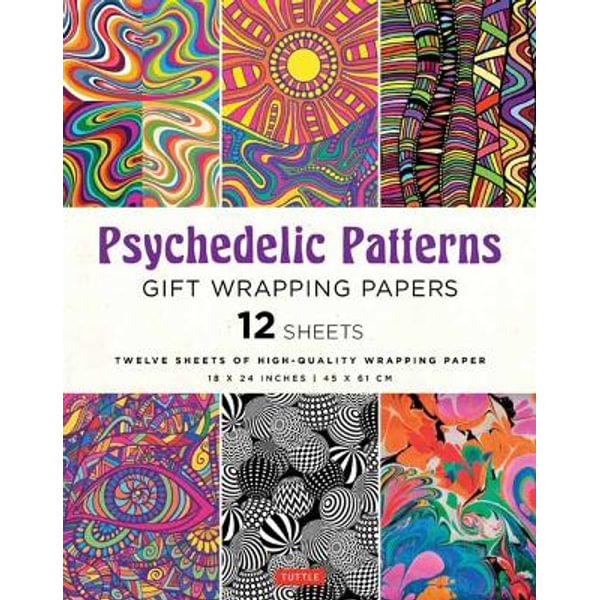 Psychedelic Patterns
GIFT WRAPPING PAPERS
12 SHEETS
TWELVE SHEETS OF HIGH-QUALITY WRAPPING PAPER
18 X 24 INCHES | 45 X 61 CM
TUTTLE